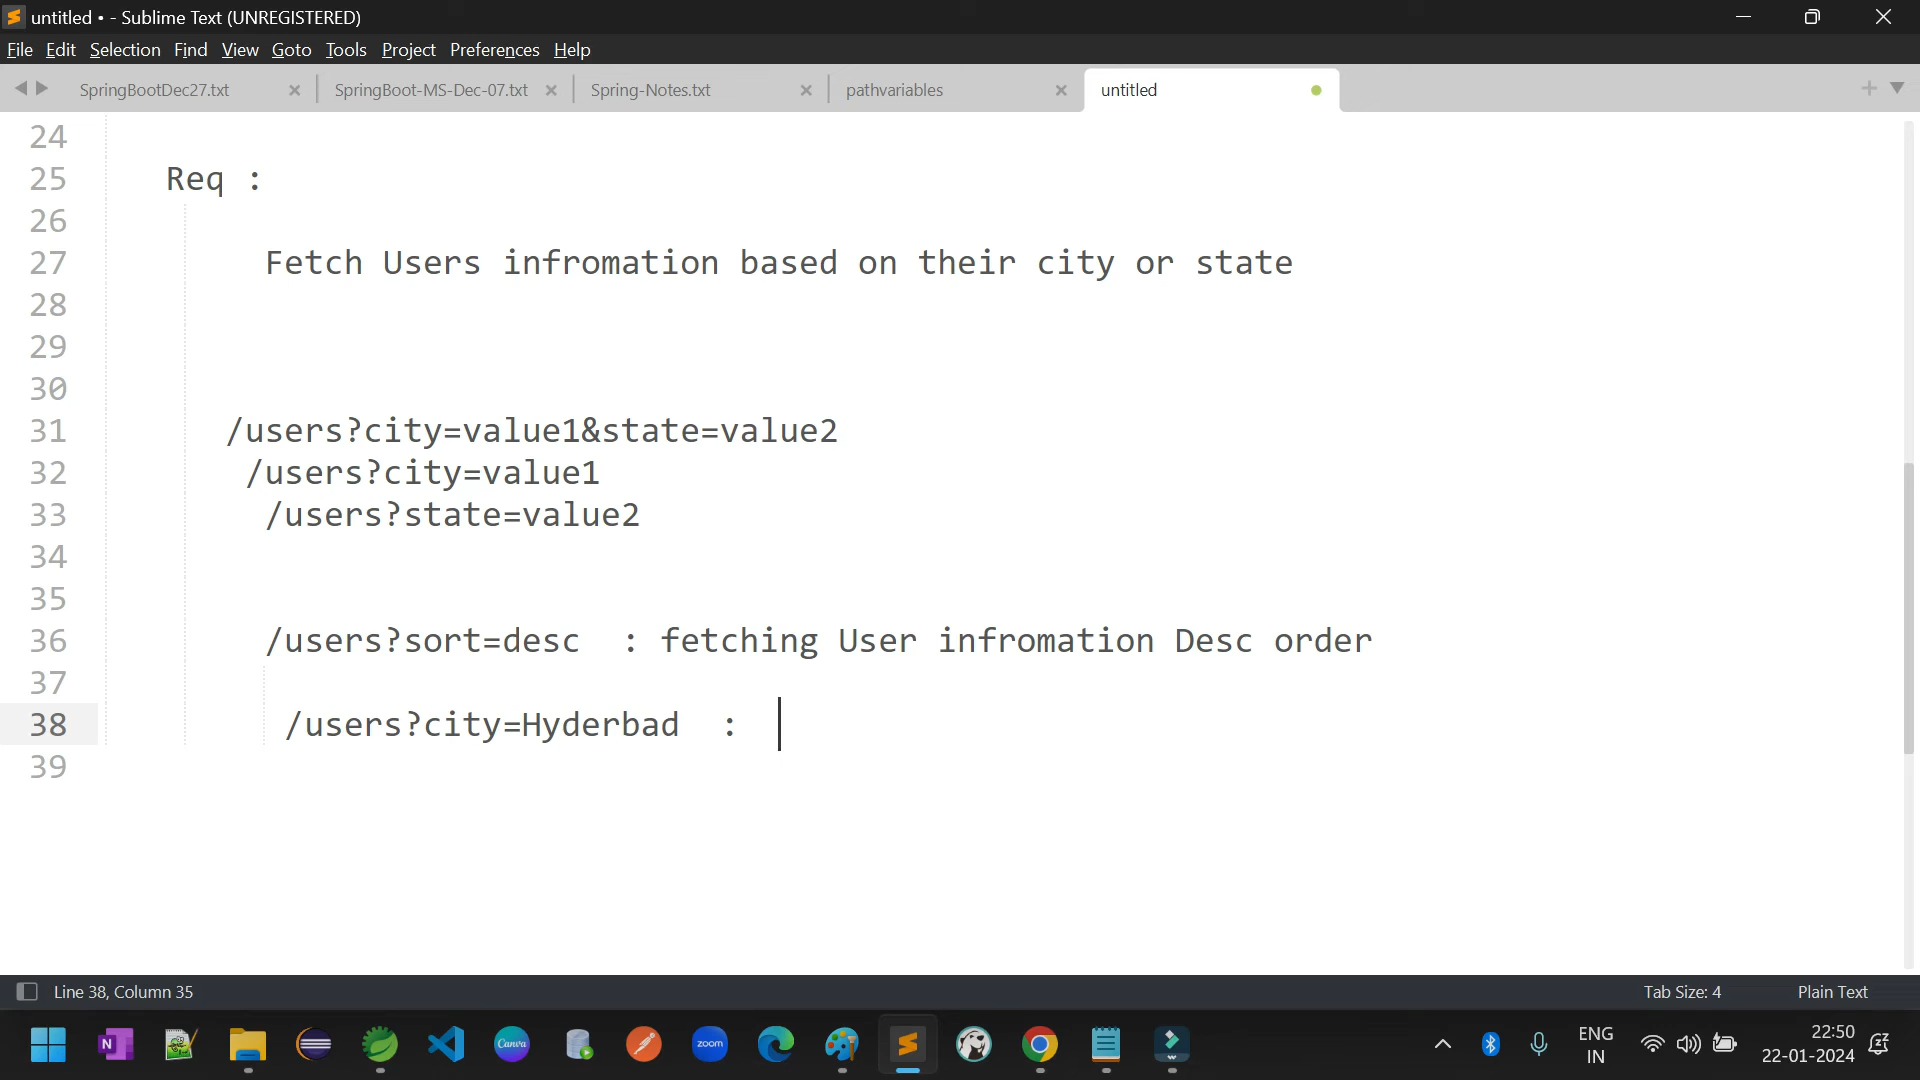 untitled • - Sublime Text (UNREGISTERED)
File Edit Selection Find View Goto Tools Project Preferences Help
SpringBootDec27.txt SpringBoot-MS-Dec-07.txt Spring-Notes.txt pathvariables untitled
24
25 Req :
26
27 Fetch Users infromation based on their city or state
28
29
30
31 /users?city=value1&state=value2
32 /users?city=value1
33 /users?state=value2
34
35
36 /users?sort=desc : fetching User infromation Desc order
37
38 /users?city=Hyderbad :
39
Line 38, Column 35 Tab Size: 4 Plain Text
N Canva zoom ENG 22:50
IN 22-01-2024